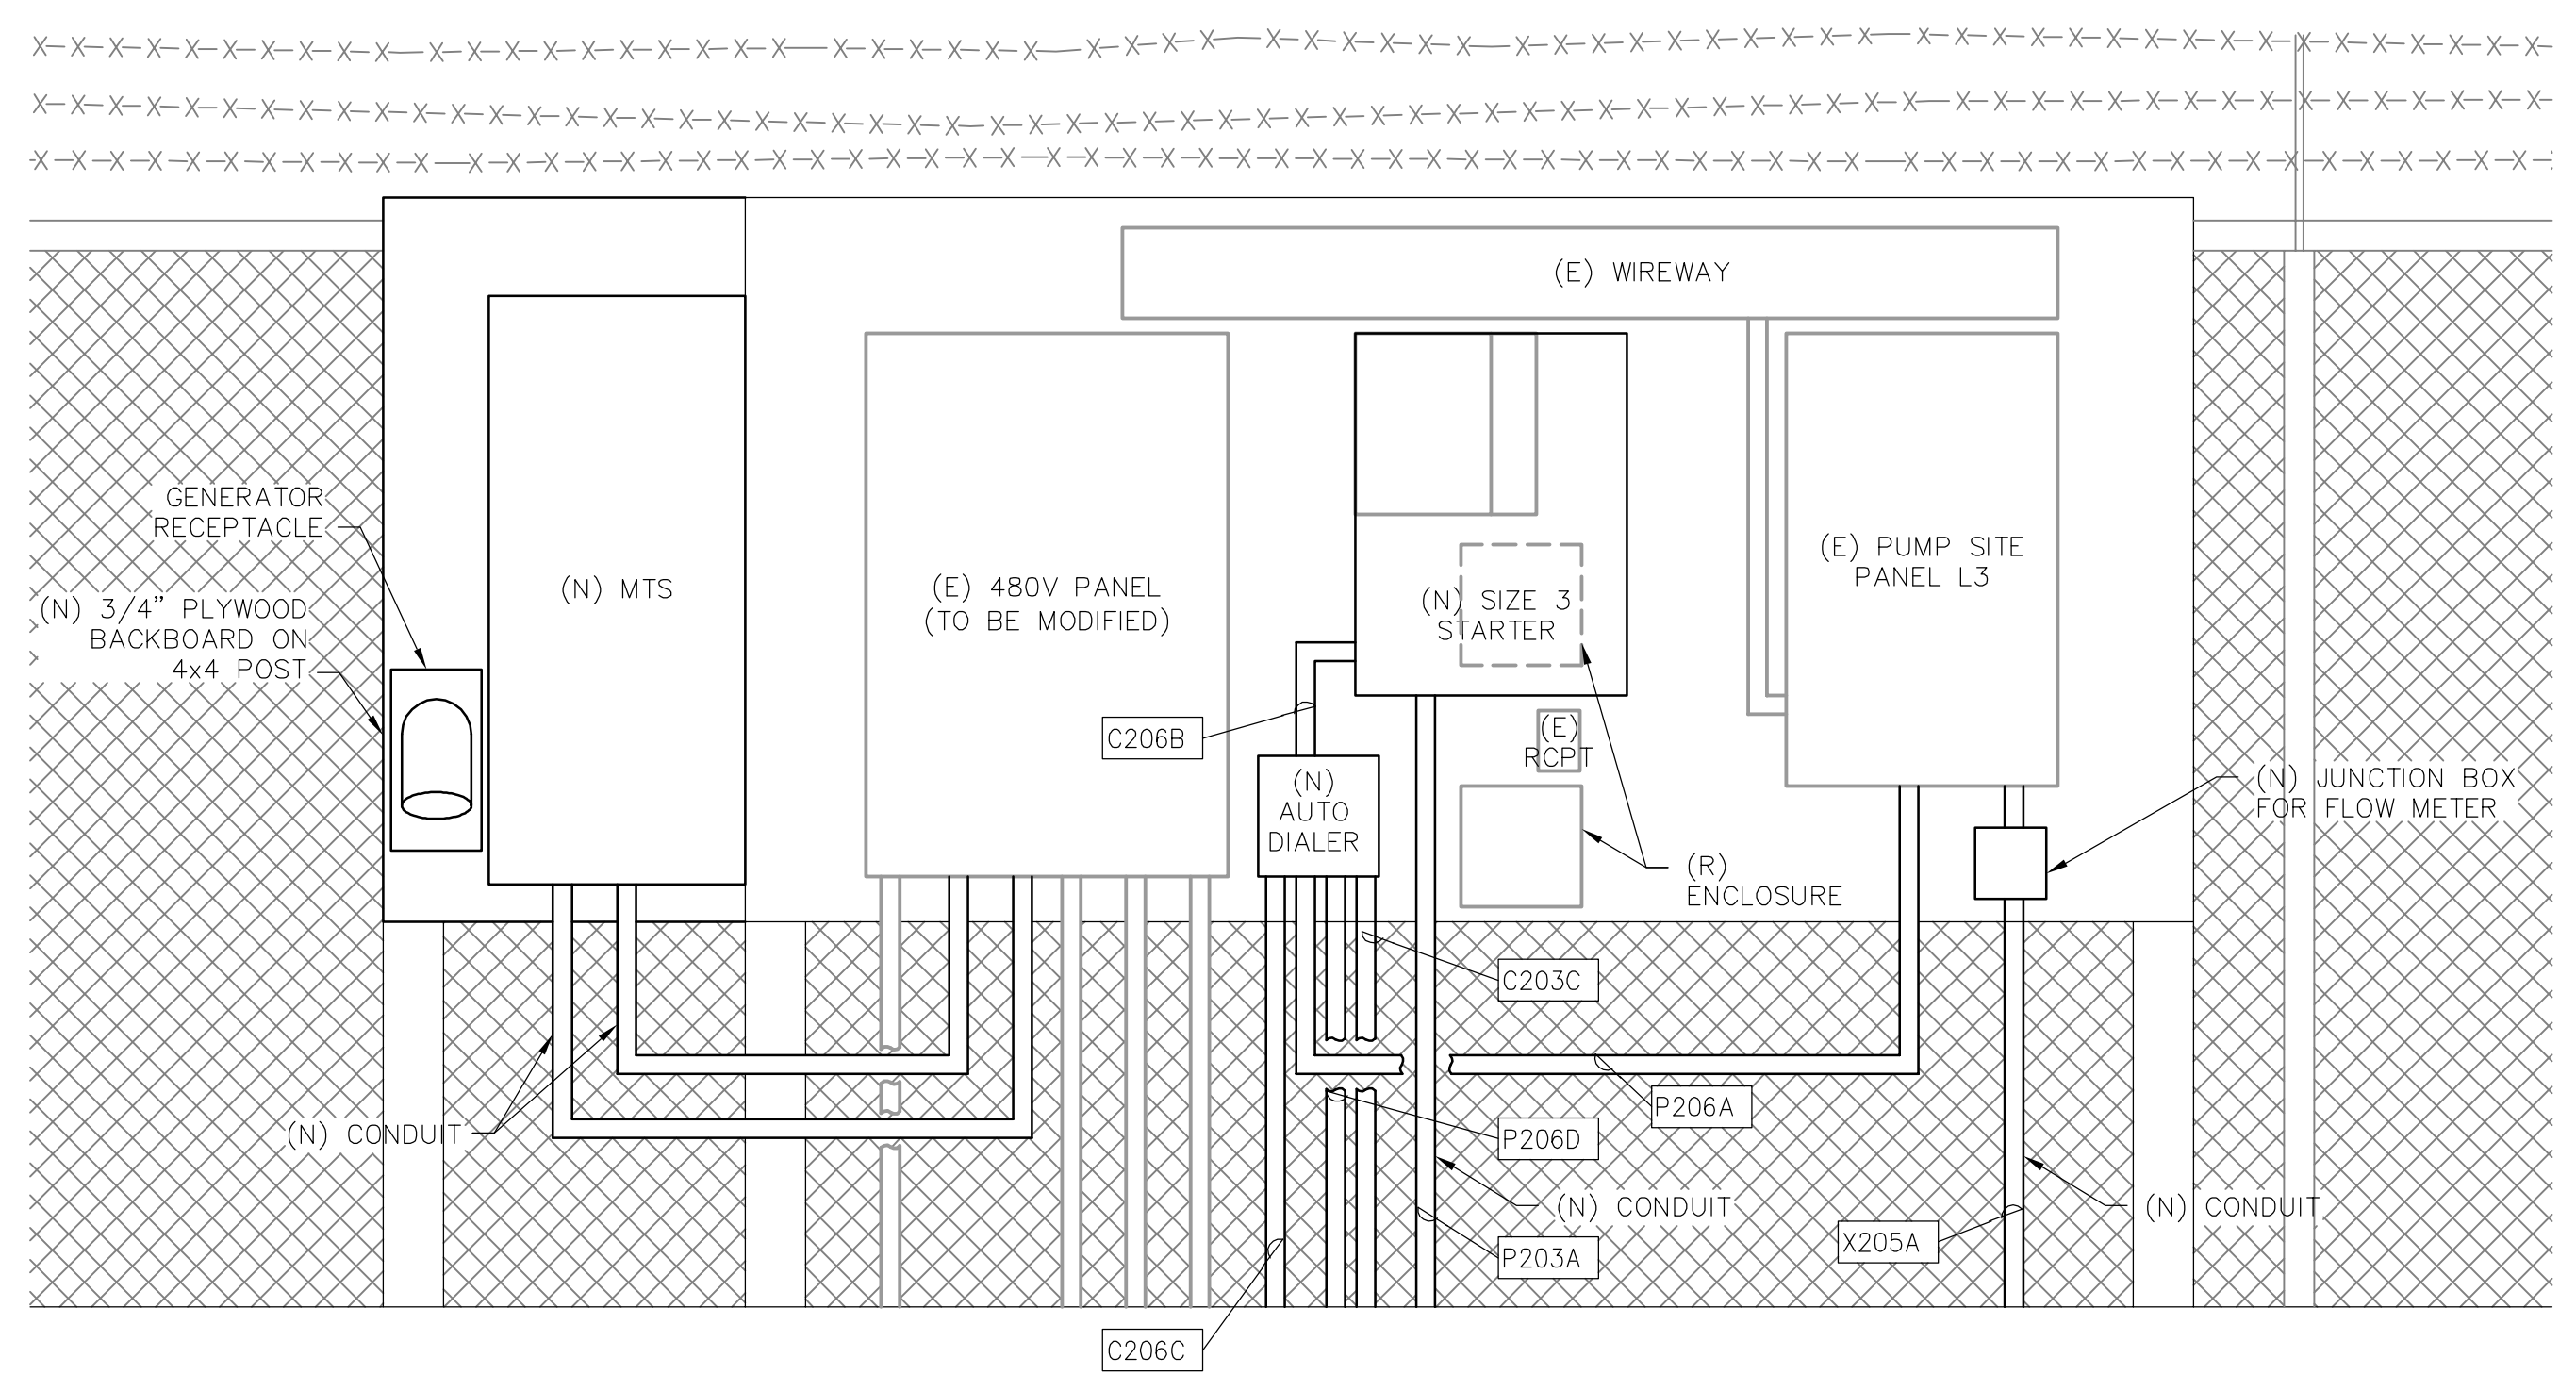 (E) WIREWAY
GENERATOR
RECEPTACLE
(N) 3/4” PLYWOOD
BACKBOARD ON
4x4 POST
(N) MTS
(E) 480V PANEL
(TO BE MODIFIED)
(N) SIZE 3
STARTER
(E) PUMP SITE
PANEL L3
C206B
(E)
RCPT
(N)
AUTO
DIALER
(N) JUNCTION BOX
FOR FLOW METER
(R)
ENCLOSURE
C203C
P206A
(N) CONDUIT
P206D
(N) CONDUIT
(N) CONDUIT
X205A
P203A
C206C